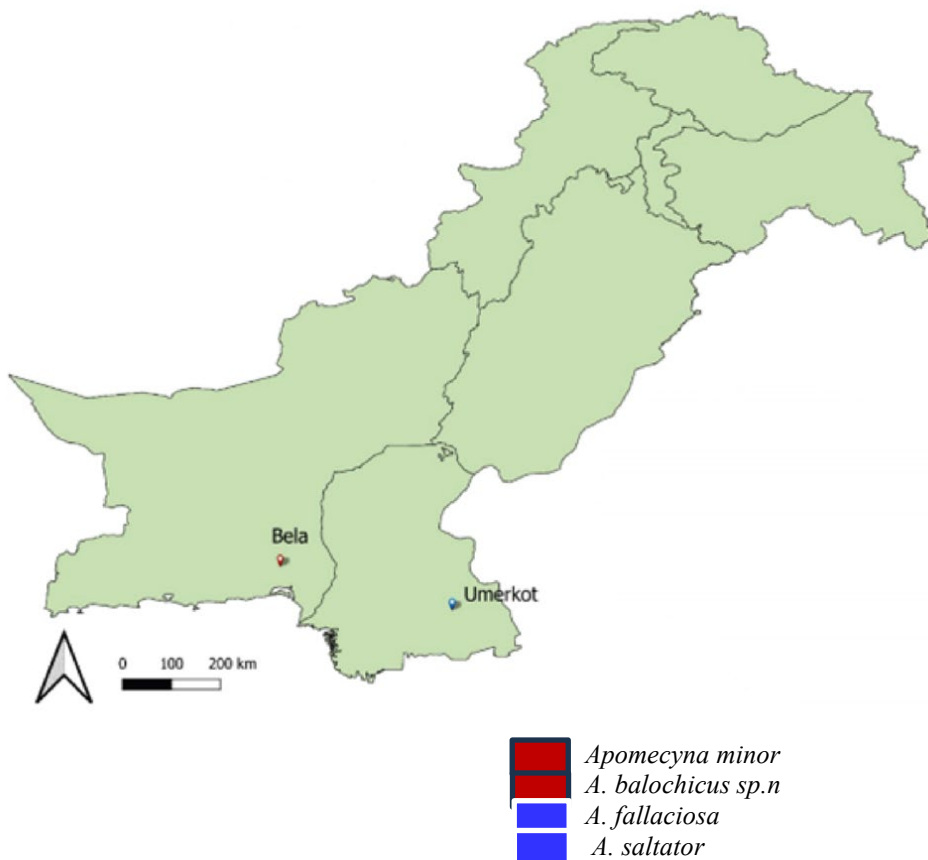 Bela
Umerkot
0 100 200 km
Apomecyna minor
A. balochicus sp.n
A. fallaciosa
A. saltator